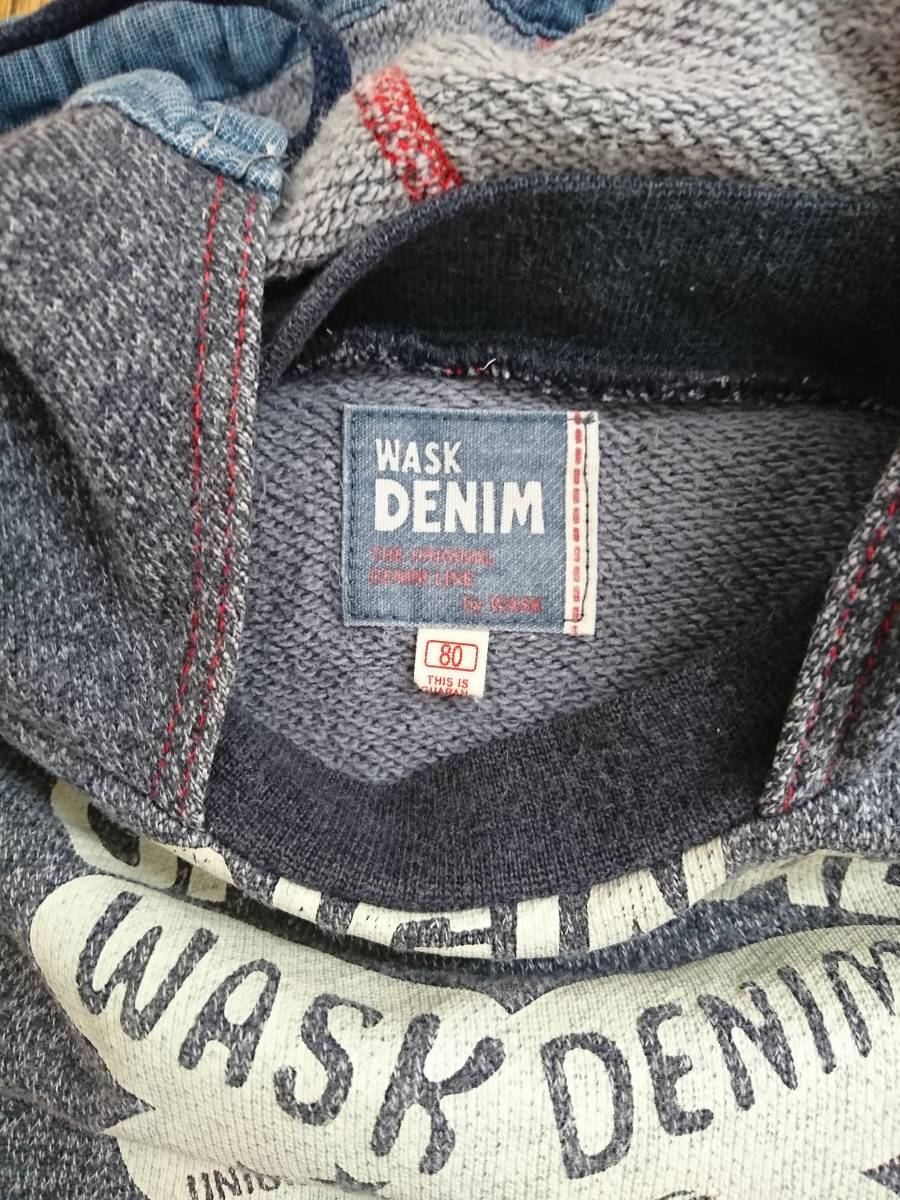 WASK
DENIM
THE ORIGINAL
DENIM LINE
by WASK
80
THIS IS
WASK DENIM